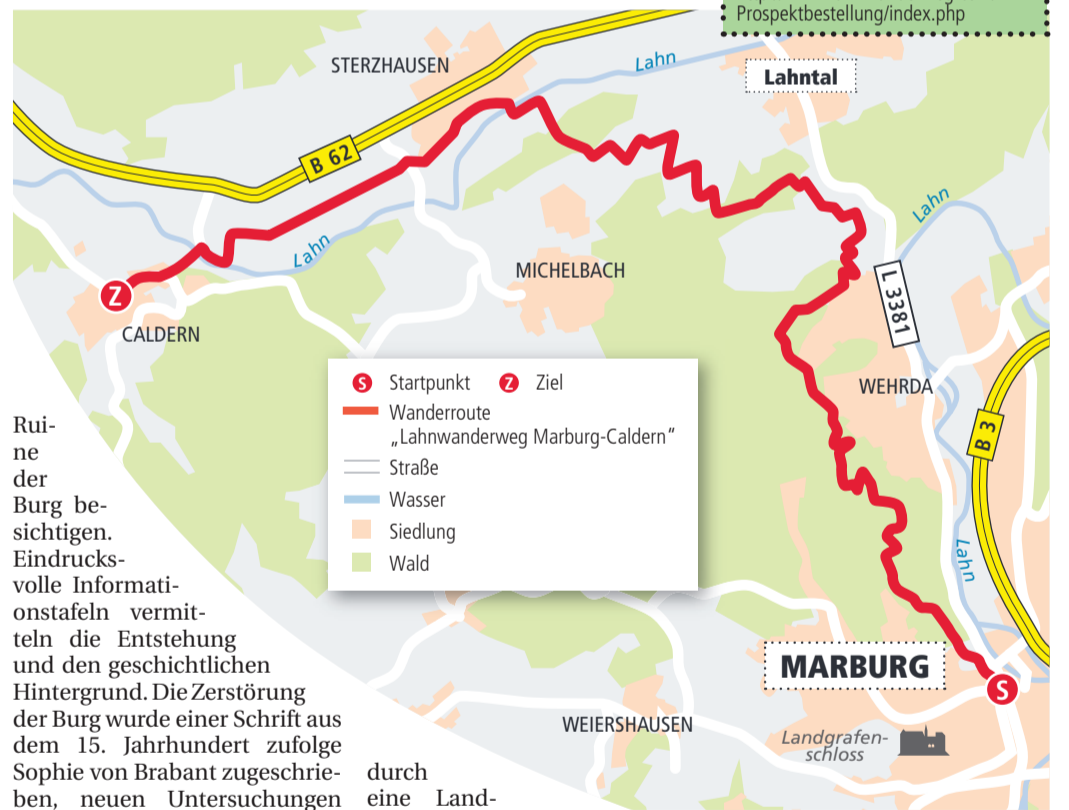 Prospektbestellung/index.php
STERZHAUSEN
Lahn
Lahntal
B 62
Lahn
Lahn
MICHELBACH
L 3381
Z
CALDERN
WEHRDA
B 3
S Startpunkt Z Ziel
Wanderroute
„Lahnwanderweg Marburg-Caldern“
Straße
Wasser
Siedlung
Wald
Lahn
MARBURG
S
WEIERSHAUSEN
Landgrafen-
schloss
Rui-
ne
der
Burg be-
sichtigen.
Eindrucks-
volle Informati-
onstafeln vermit-
teln die Entstehung
und den geschichtlichen
Hintergrund. Die Zerstörung
der Burg wurde einer Schrift aus
dem 15. Jahrhundert zufolge
Sophie von Brabant zugeschrie-
ben, neuen Untersuchungen
durch
eine Land-